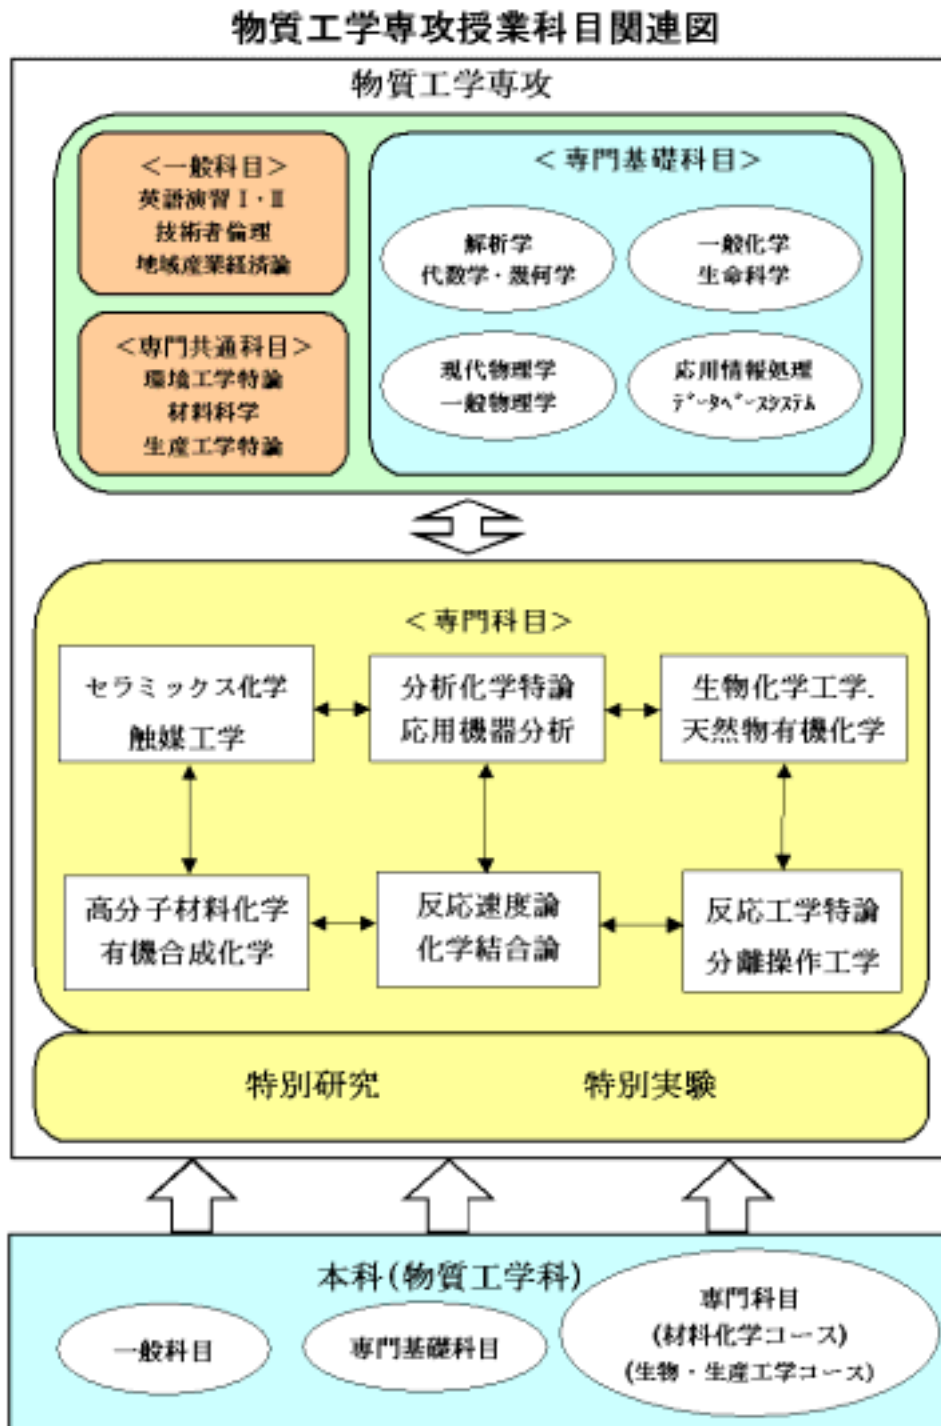 物質工学専攻授業科目関連図
物質工学専攻
＜一般科目＞
英語演習Ⅰ・Ⅱ
技術者倫理
地域産業経済論
＜専門共通科目＞
環境工学特論
材料科学
生産工学特論
＜専門基礎科目＞
解析学
代数学・幾何学
一般化学
生命科学
現代物理学
一般物理学
応用情報処理
ﾃﾞｰﾀﾍﾞｰｽｼｽﾃﾑ
＜専門科目＞
セラミックス化学
触媒工学
分析化学特論
応用機器分析
生物化学工学.
天然物有機化学
高分子材料化学
有機合成化学
反応速度論
化学結合論
反応工学特論
分離操作工学
特別研究
特別実験
本科(物質工学科)
一般科目
専門基礎科目
専門科目
(材料化学コース)
(生物・生産工学コース)